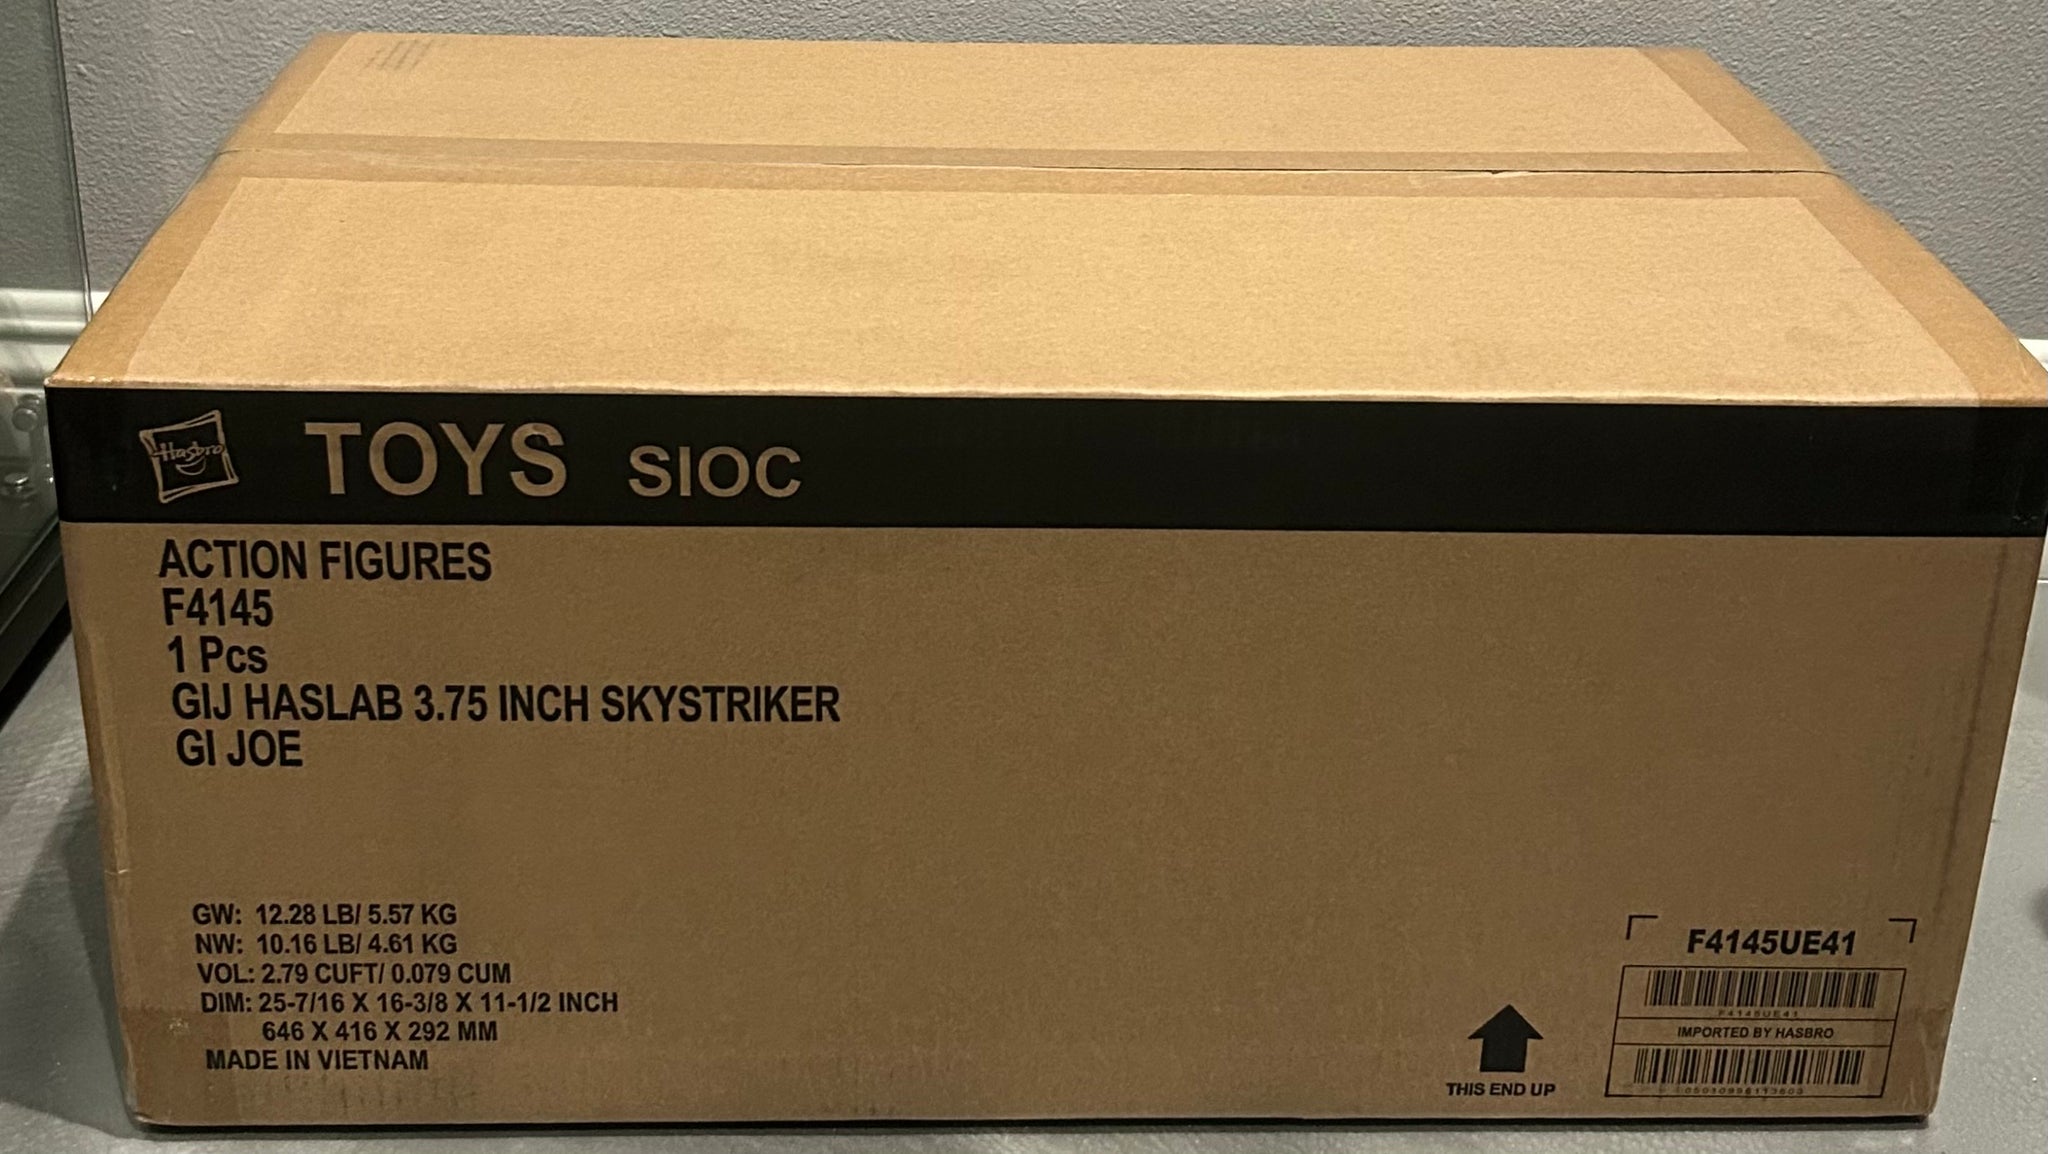 Hasbro TOYS SIOC
ACTION FIGURES
F4145
1 Pcs
GIJ HASLAB 3.75 INCH SKYSTRIKER
GI JOE
GW: 12.28 LB/ 5.57 KG
NW: 10.16 LB/ 4.61 KG
VOL: 2.79 CUFT/ 0.079 CUM
DIM: 25-7/16 X 16-3/8 X 11-1/2 INCH
646 X 416 X 292 MM
MADE IN VIETNAM
THIS END UP
F4145UE41
F4145UE41
IMPORTED BY HASBRO